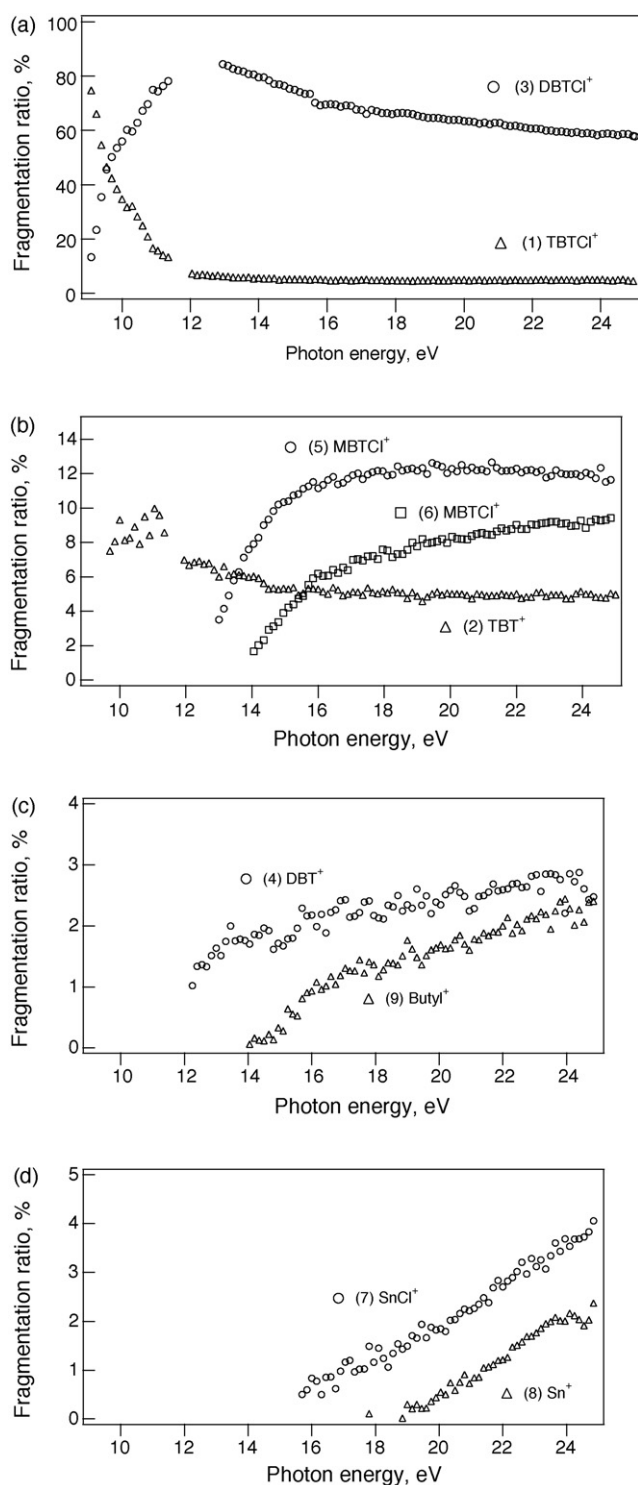 (a)
100
80
60
40
20
0
Fragmentation ratio, %
(3) DBTCl+
(1) TBTCl+
10 12 14 16 18 20 22 24
Photon energy, eV
(b)
14
12
10
8
6
4
2
0
Fragmentation ratio, %
(5) MBTCl+
(6) MBTCl+
(2) TBT+
10 12 14 16 18 20 22 24
Photon energy, eV
(c)
4
3
2
1
0
Fragmentation ratio, %
(4) DBT+
(9) Butyl+
10 12 14 16 18 20 22 24
Photon energy, eV
(d)
5
4
3
2
1
0
Fragmentation ratio, %
(7) SnCl+
(8) Sn+
10 12 14 16 18 20 22 24
Photon energy, eV